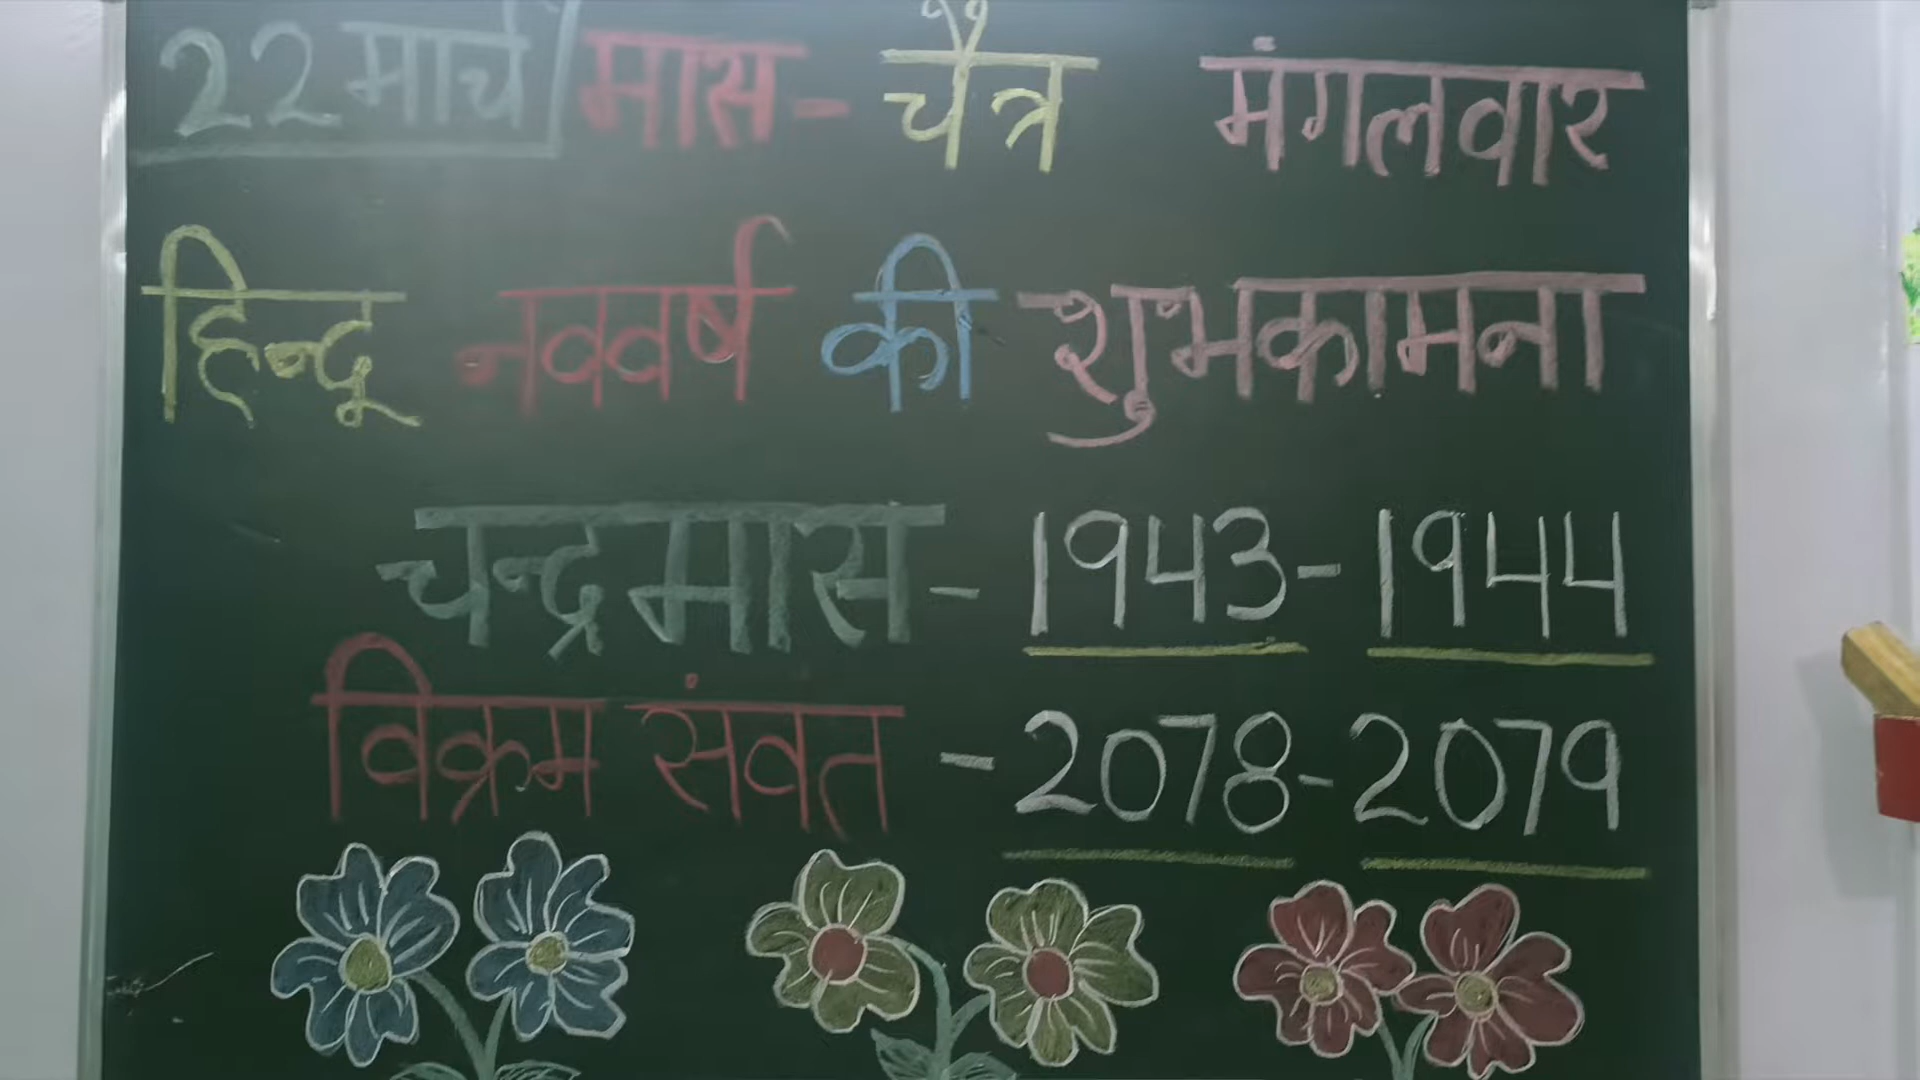 22 मार्च मास - चैत्र मंगलवार
हिन्दू नववर्ष की शुभकामना
चन्द्रमास - 1943 - 1944
विक्रम संवत - 2078 - 2079